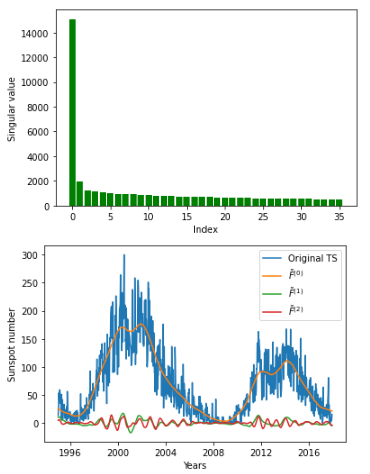 14000
12000
10000
8000
6000
4000
2000
0
Singular value
0 5 10 15 20 25 30 35
Index
300
250
200
150
100
50
0
Sunspot number
Original TS
F̃⁽⁰⁾
F̃⁽¹⁾
F̃⁽²⁾
1996 2000 2004 2008 2012 2016
Years